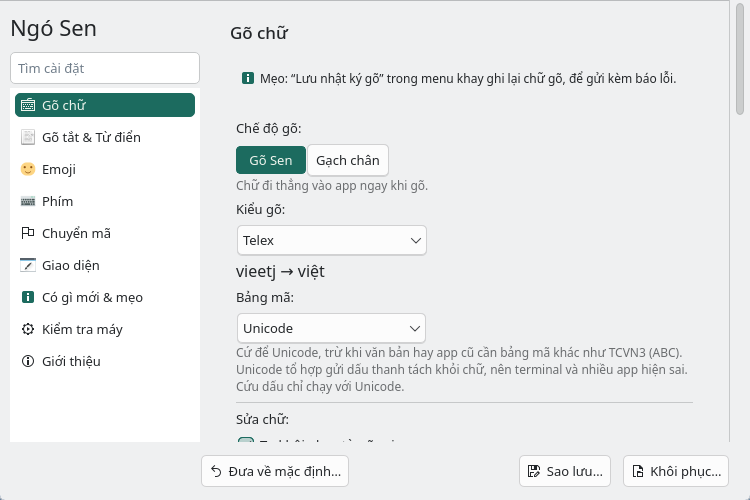 Ngó Sen
Tìm cài đặt
Gõ chữ
Gõ tắt & Từ điển
Emoji
Phím
Chuyển mã
Giao diện
Có gì mới & mẹo
Kiểm tra máy
Giới thiệu
Gõ chữ
Mẹo: “Lưu nhật ký gõ” trong menu khay ghi lại chữ gõ, để gửi kèm báo lỗi.
Chế độ gõ:
Gõ Sen
Gạch chân
Chữ đi thẳng vào app ngay khi gõ.
Kiểu gõ:
Telex
vieetj → việt
Bảng mã:
Unicode
Cứ để Unicode, trừ khi văn bản hay app cũ cần bảng mã khác như TCVN3 (ABC).
Unicode tổ hợp gửi dấu thanh tách khỏi chữ, nên terminal và nhiều app hiện sai.
Cứu dấu chỉ chạy với Unicode.
Sửa chữ:
Đưa về mặc định...
Sao lưu...
Khôi phục...